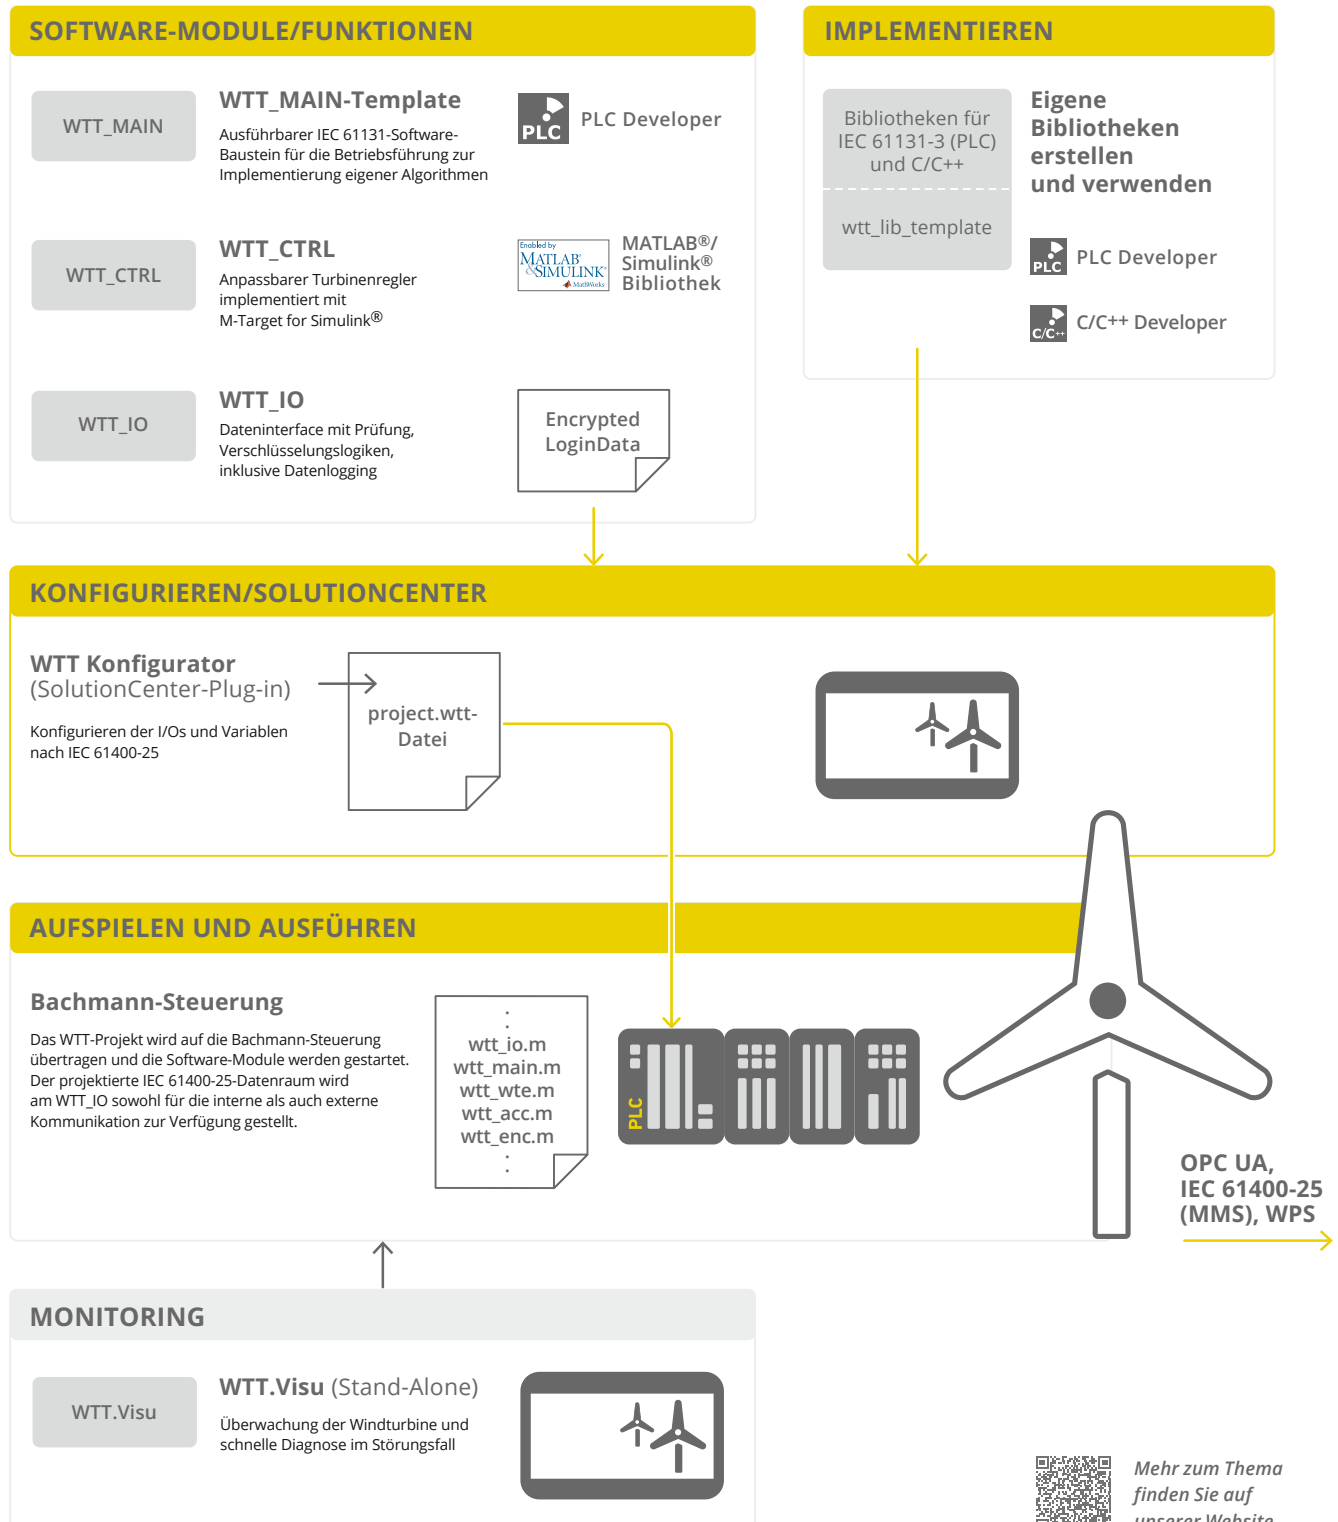 SOFTWARE-MODULE/FUNKTIONEN
WTT_MAIN
WTT_MAIN-Template
Ausführbarer IEC 61131-Software-
Baustein für die Betriebsführung zur
Implementierung eigener Algorithmen
PLC
PLC Developer
WTT_CTRL
WTT_CTRL
Anpassbarer Turbinenregler
implementiert mit
M-Target for Simulink®
Enabled by
MATLAB®
&SIMULINK®
MathWorks
MATLAB®/
Simulink®
Bibliothek
WTT_IO
WTT_IO
Dateninterface mit Prüfung,
Verschlüsselungslogiken,
inklusive Datenlogging
Encrypted
LoginData
IMPLEMENTIEREN
Bibliotheken für
IEC 61131-3 (PLC)
und C/C++
wtt_lib_template
Eigene
Bibliotheken
erstellen
und verwenden
PLC
PLC Developer
C/C++
C/C++ Developer
KONFIGURIEREN/SOLUTIONCENTER
WTT Konfigurator
(SolutionCenter-Plug-in)
Konfigurieren der I/Os und Variablen
nach IEC 61400-25
project.wtt-
Datei
AUFSPIELEN UND AUSFÜHREN
Bachmann-Steuerung
Das WTT-Projekt wird auf die Bachmann-Steuerung
übertragen und die Software-Module werden gestartet.
Der projektierte IEC 61400-25-Datenraum wird
am WTT_IO sowohl für die interne als auch externe
Kommunikation zur Verfügung gestellt.
.
.
wtt_io.m
wtt_main.m
wtt_wte.m
wtt_acc.m
wtt_enc.m
.
.
PLC
OPC UA,
IEC 61400-25
(MMS), WPS
MONITORING
WTT.Visu
WTT.Visu (Stand-Alone)
Überwachung der Windturbine und
schnelle Diagnose im Störungsfall
Mehr zum Thema
finden Sie auf
unserer Website